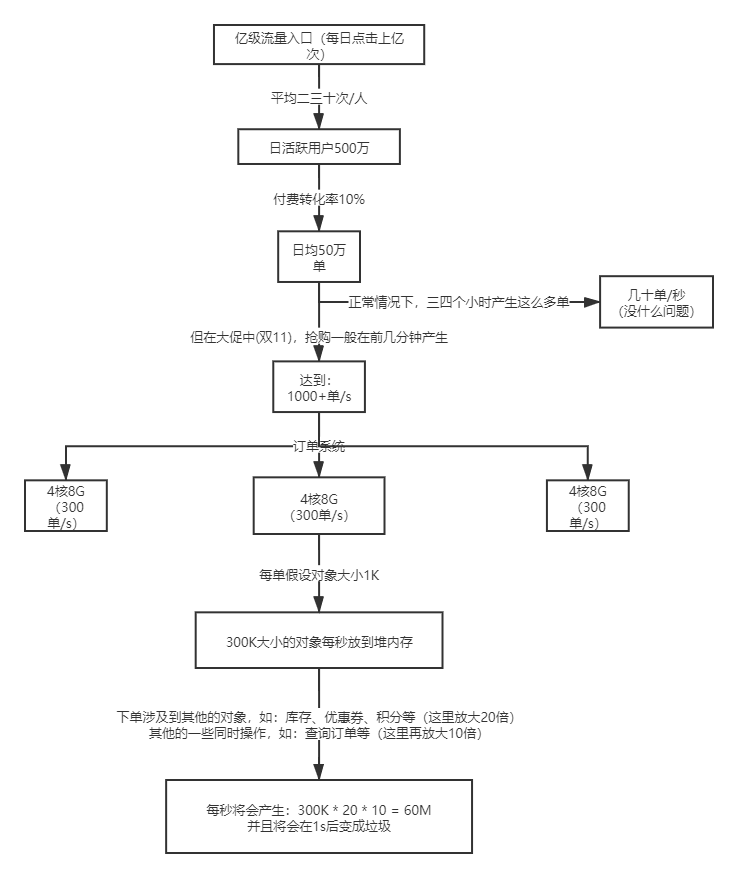 亿级流量入口（每日点击上亿
次）
平均二三十次/人
日活跃用户500万
付费转化率10%
日均50万
单
正常情况下，三四个小时产生这么多单
几十单/秒
（没什么问题）
但在大促中(双11)，抢购一般在前几分钟产生
达到：
1000+单/s
订单系统
4核8G
（300
单/s）
4核8G
（300单/s）
4核8G
（300
单/s）
每单假设对象大小1K
300K大小的对象每秒放到堆内存
下单涉及到其他的对象，如：库存、优惠券、积分等（这里放大20倍）
其他的一些同时操作，如：查询订单等（这里再放大10倍）
每秒将会产生：300K * 20 * 10 = 60M
并且将会在1s后变成垃圾